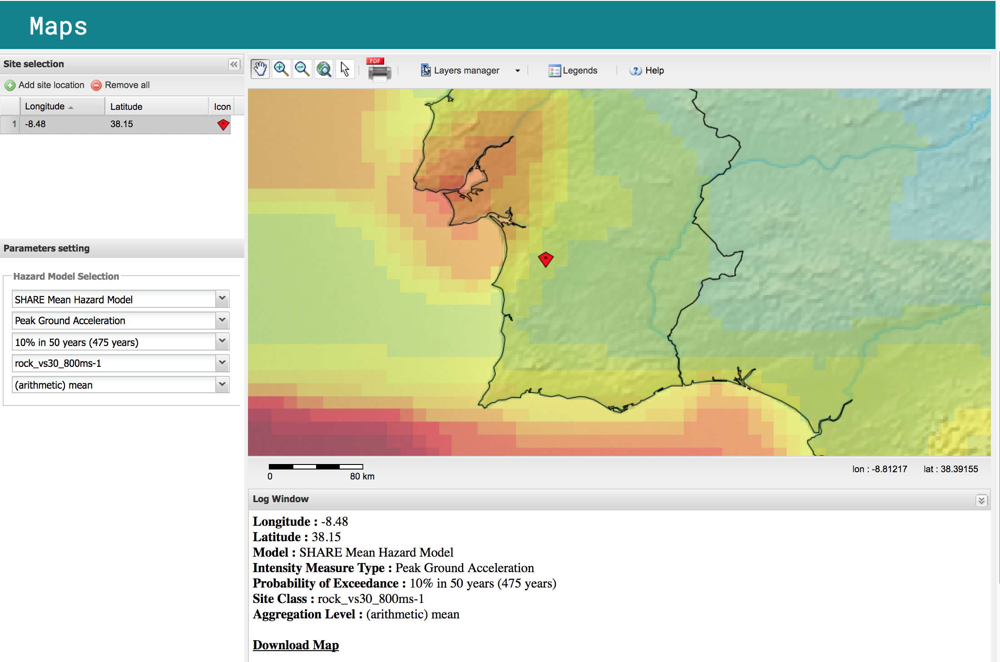 Maps
Site selection
Add site location Remove all
Longitude Latitude Icon
1 -8.48 38.15
Parameters setting
Hazard Model Selection
SHARE Mean Hazard Model
Peak Ground Acceleration
10% in 50 years (475 years)
rock_vs30_800ms-1
(arithmetic) mean
PDF
Layers manager Legends Help
0 80 km
lon : -8.81217 lat : 38.39155
Log Window
Longitude : -8.48
Latitude : 38.15
Model : SHARE Mean Hazard Model
Intensity Measure Type : Peak Ground Acceleration
Probability of Exceedance : 10% in 50 years (475 years)
Site Class : rock_vs30_800ms-1
Aggregation Level : (arithmetic) mean
Download Map